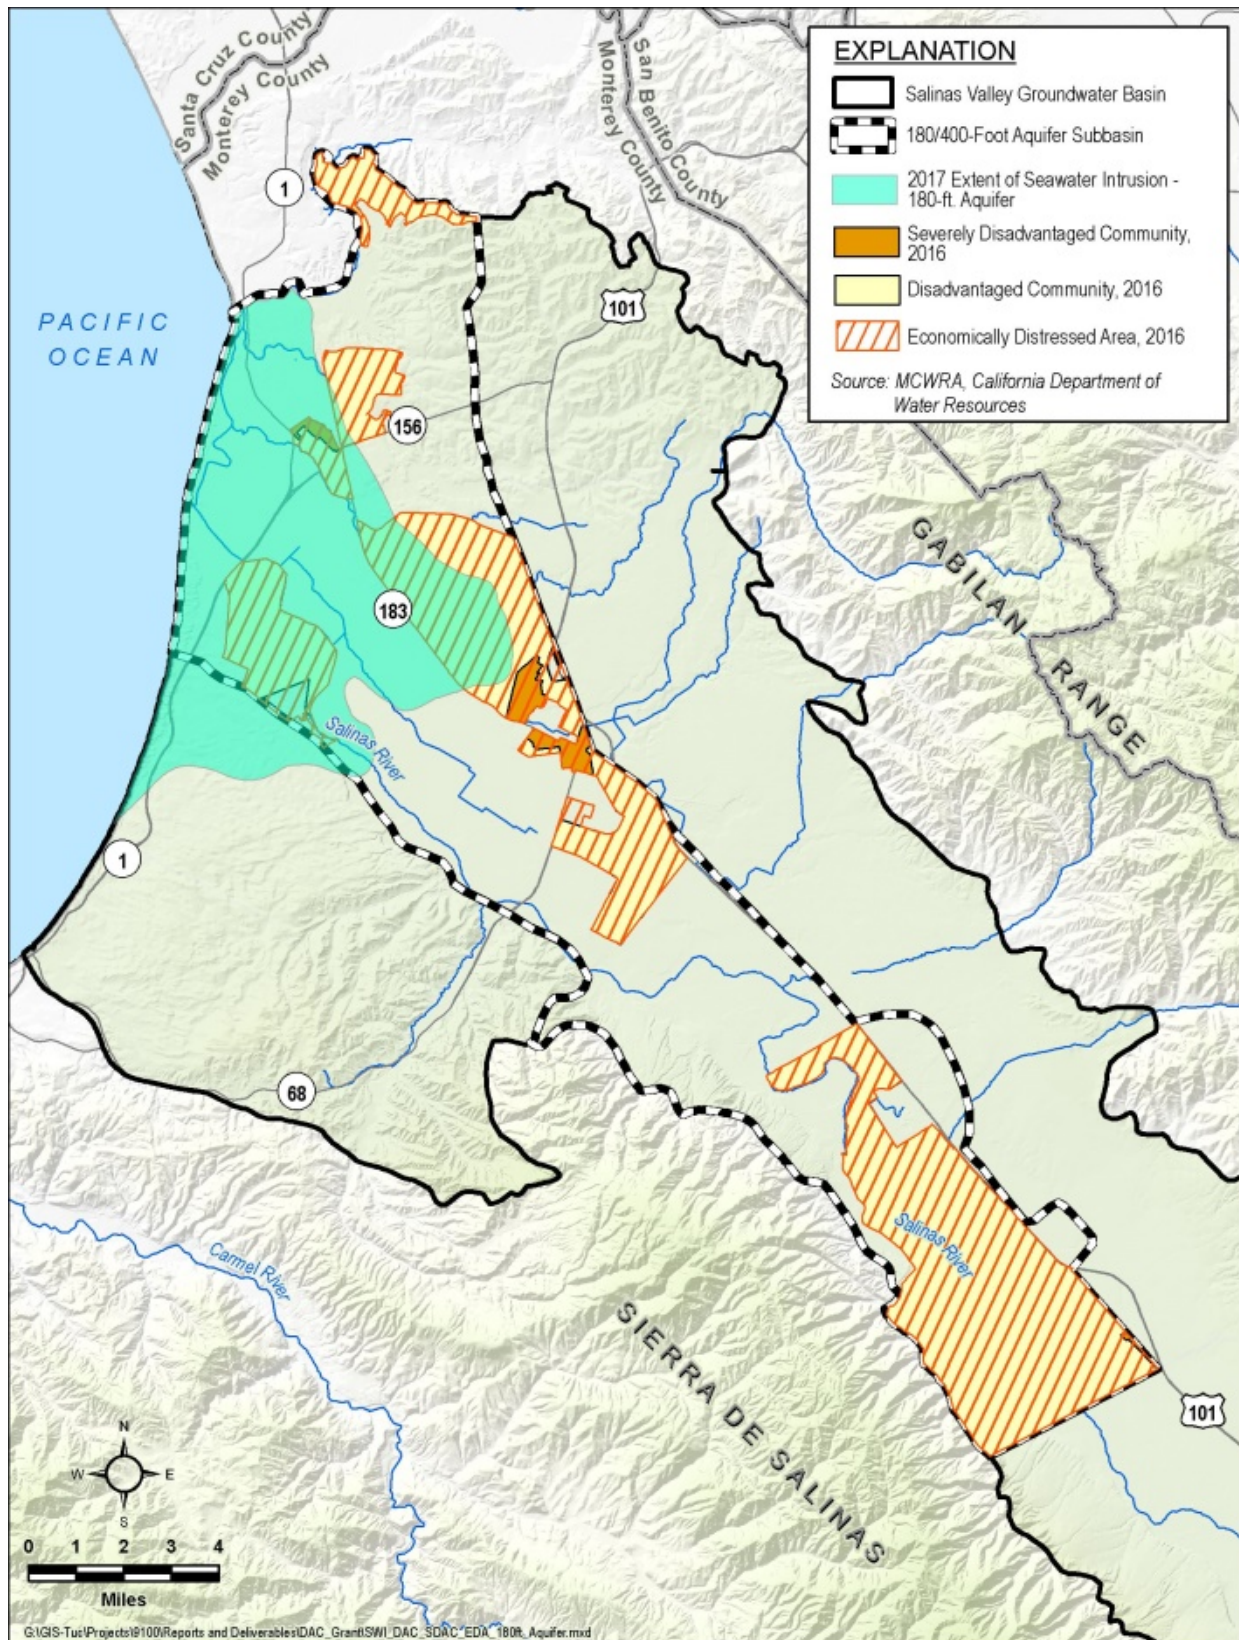 EXPLANATION
Salinas Valley Groundwater Basin
180/400-Foot Aquifer Subbasin
2017 Extent of Seawater Intrusion -
180-ft. Aquifer
Severely Disadvantaged Community,
2016
Disadvantaged Community, 2016
Economically Distressed Area, 2016
Source: MCWRA, California Department of
Water Resources
Santa Cruz County
Monterey County
San Benito County
Monterey County
1
101
PACIFIC
OCEAN
156
183
GABILAN
RANGE
Salinas River
1
68
Salinas River
Carmel River
SIERRA DE SALINAS
101
N
W
E
S
0 1 2 3 4
Miles
G:\GIS-Tuc\Projects\9100\Reports and Deliverables\DAC_Grant\SWI_DAC_SDAC_EDA_180ft_Aquifer.mxd